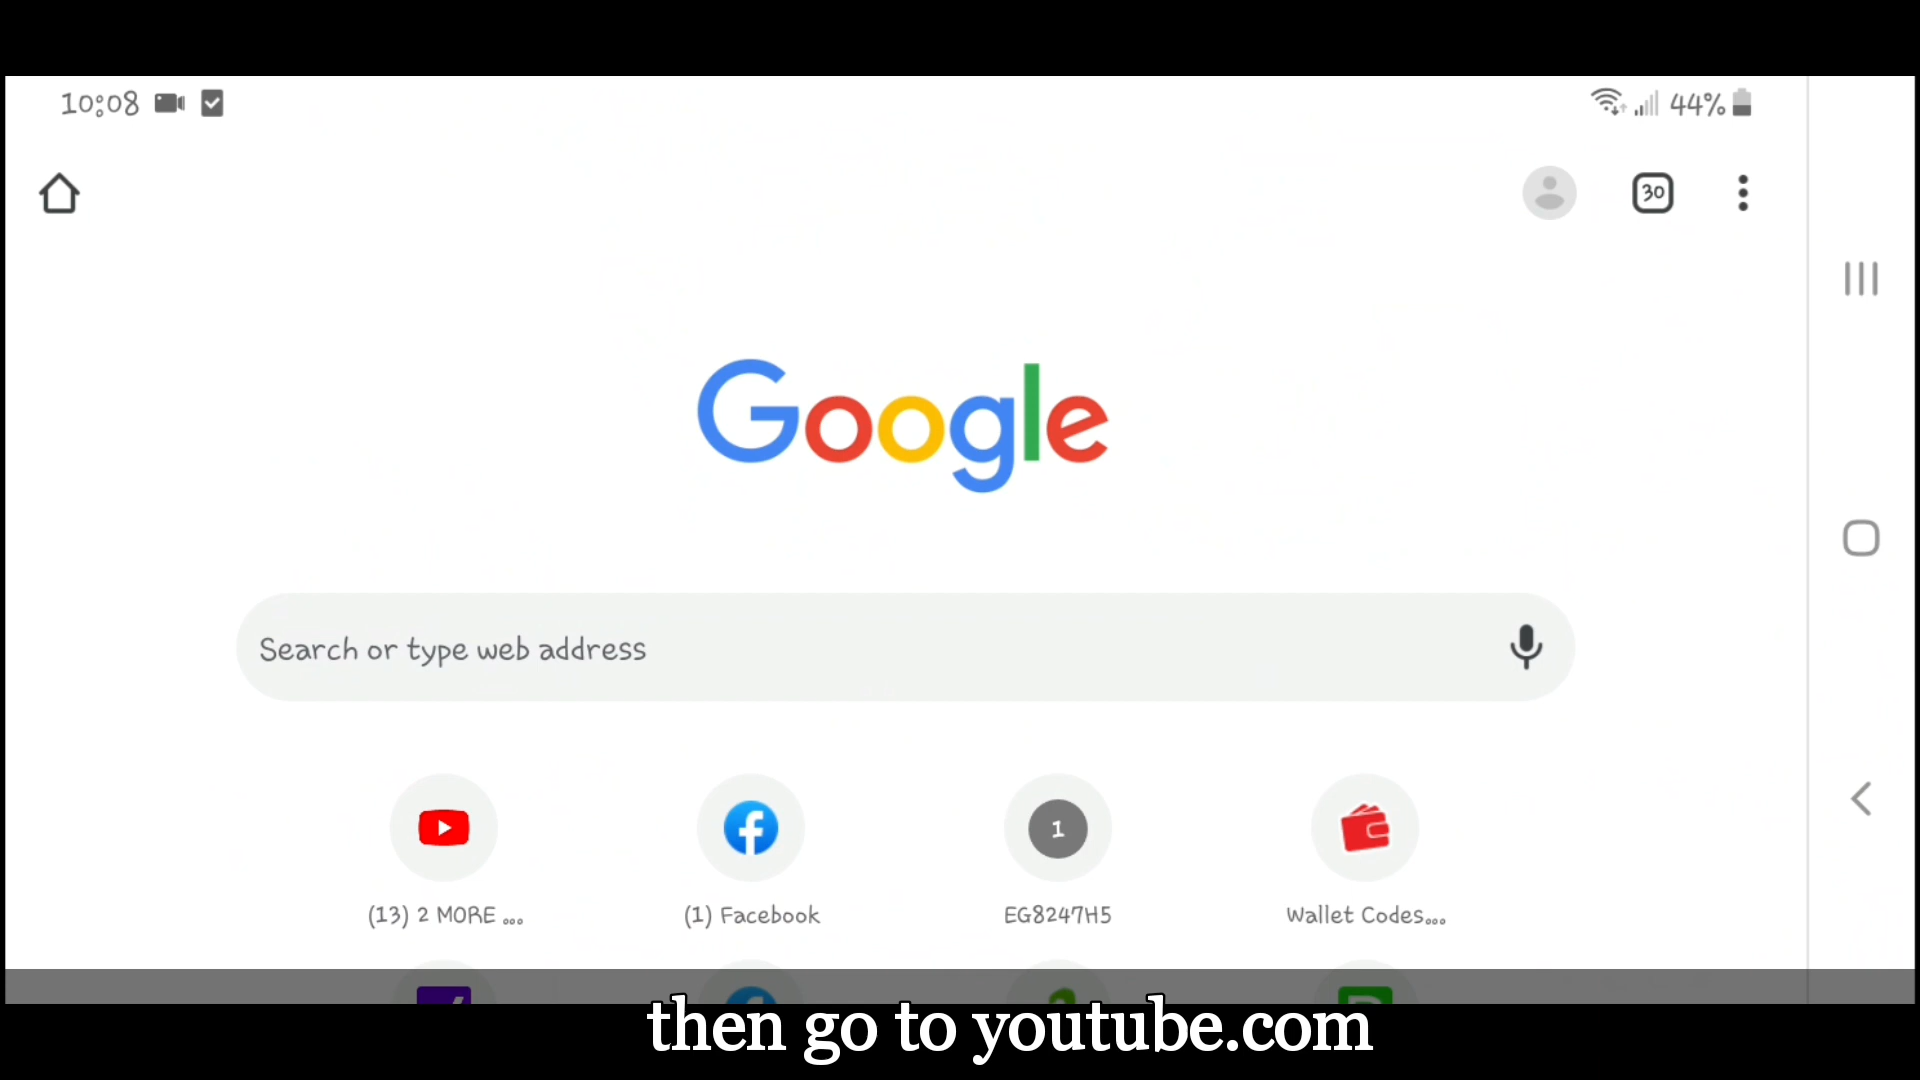 10:08 44%
30
Google
Search or type web address
1
(13) 2 MORE ... (1) Facebook EG8247H5 Wallet Codes...
then go to youtube.com